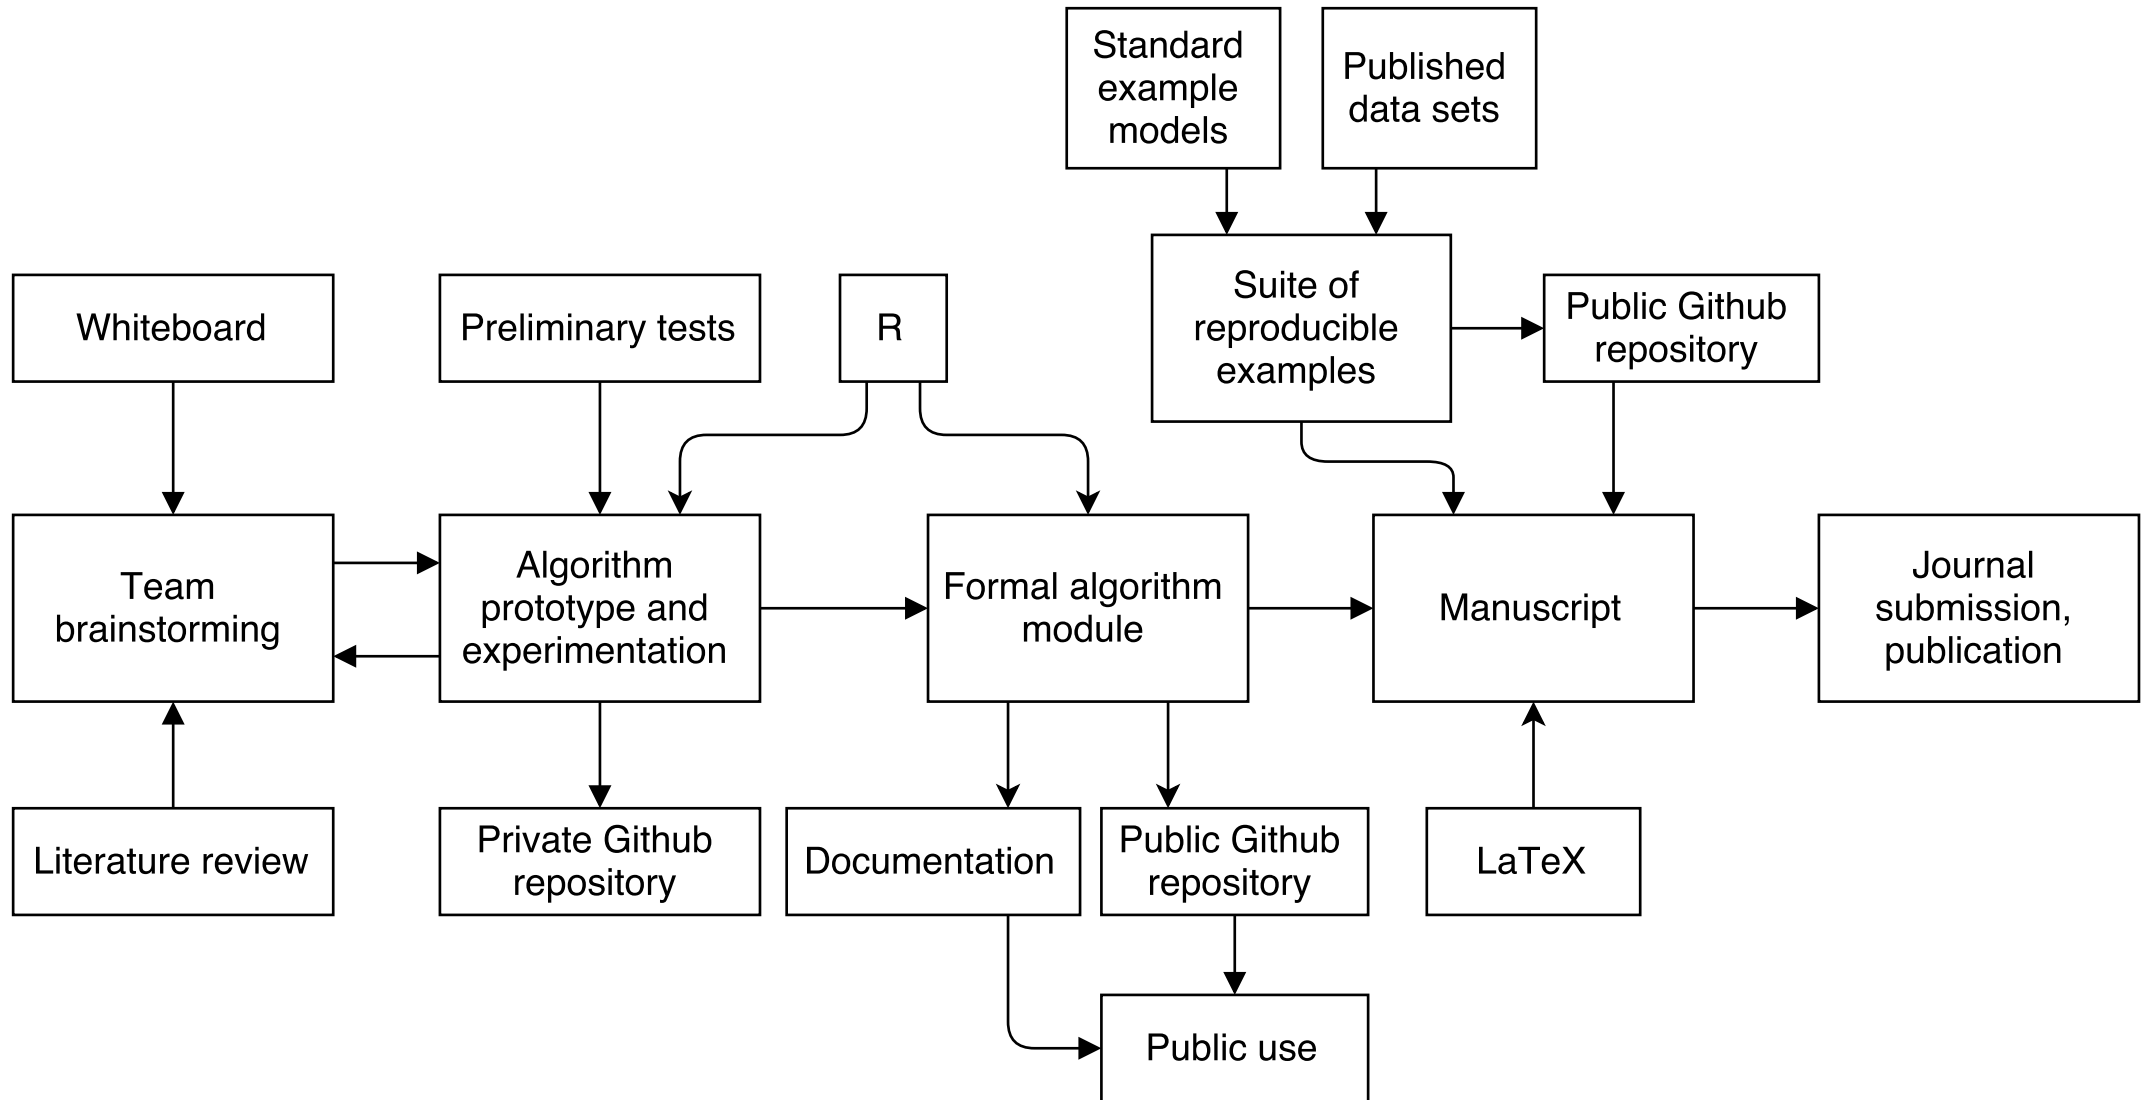 Standard
example
models
Published
data sets
Whiteboard
Preliminary tests
R
Suite of
reproducible
examples
Public Github
repository
Team
brainstorming
Algorithm
prototype and
experimentation
Formal algorithm
module
Manuscript
Journal
submission,
publication
Literature review
Private Github
repository
Documentation
Public Github
repository
LaTeX
Public use